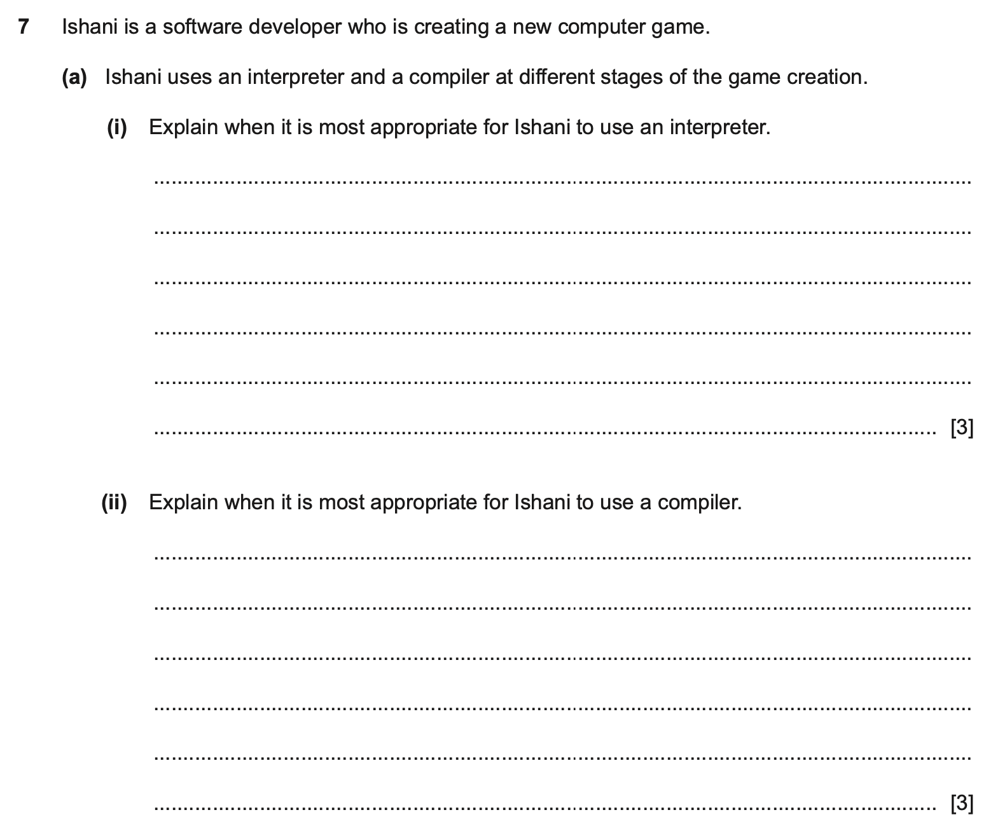 7 Ishani is a software developer who is creating a new computer game.
(a) Ishani uses an interpreter and a compiler at different stages of the game creation.
(i) Explain when it is most appropriate for Ishani to use an interpreter.
[3]
(ii) Explain when it is most appropriate for Ishani to use a compiler.
[3]